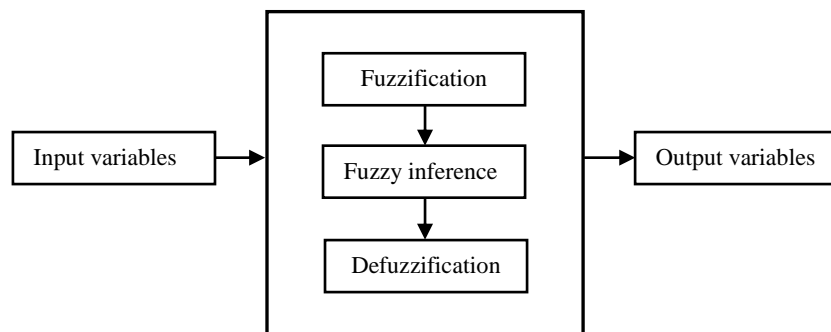 Fuzzification
Input variables
Fuzzy inference
Output variables
Defuzzification